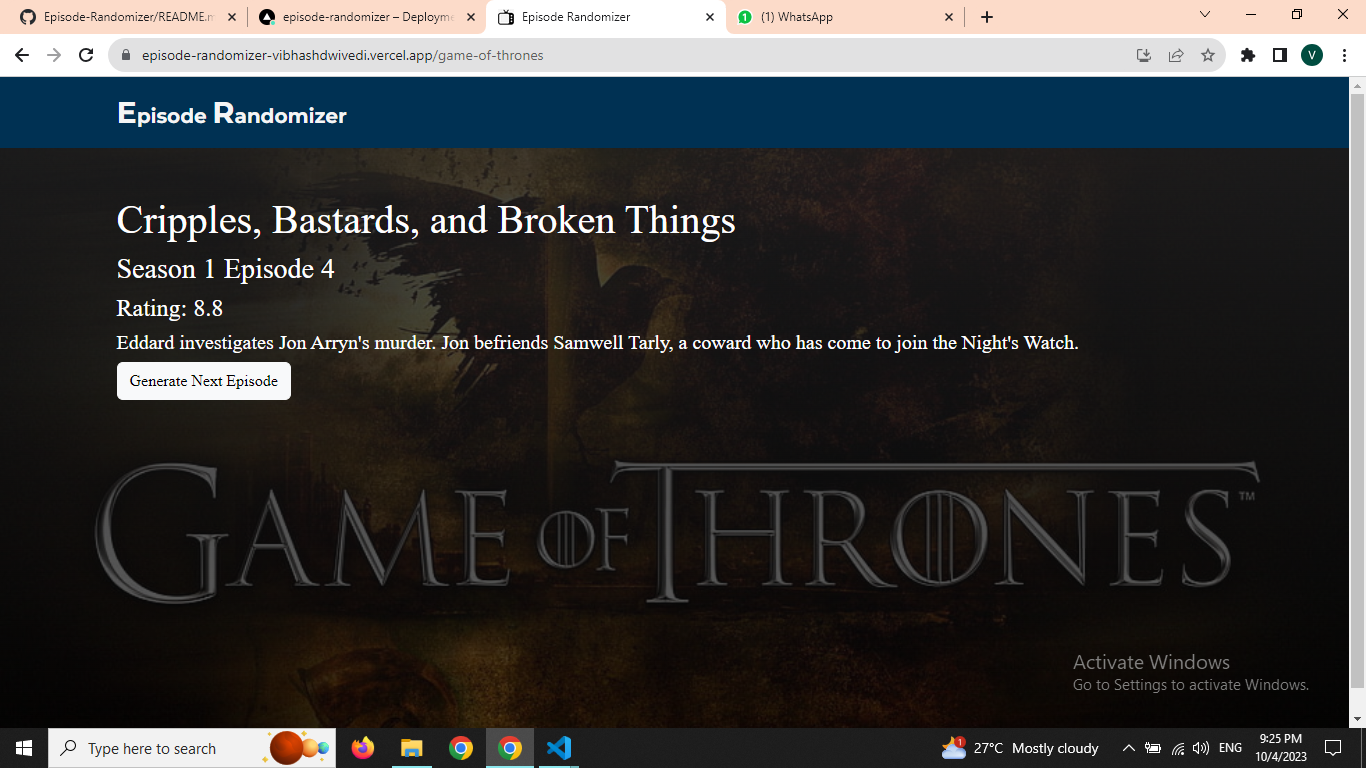 Episode-Randomizer/README.m
episode-randomizer – Deployme
Episode Randomizer
(1) WhatsApp
episode-randomizer-vibhashdwivedi.vercel.app/game-of-thrones
V
Episode Randomizer
Cripples, Bastards, and Broken Things
Season 1 Episode 4
Rating: 8.8
Eddard investigates Jon Arryn's murder. Jon befriends Samwell Tarly, a coward who has come to join the Night's Watch.
Generate Next Episode
GAME OF THRONES™
Activate Windows
Go to Settings to activate Windows.
Type here to search
1
27°C Mostly cloudy
ENG
9:25 PM
10/4/2023